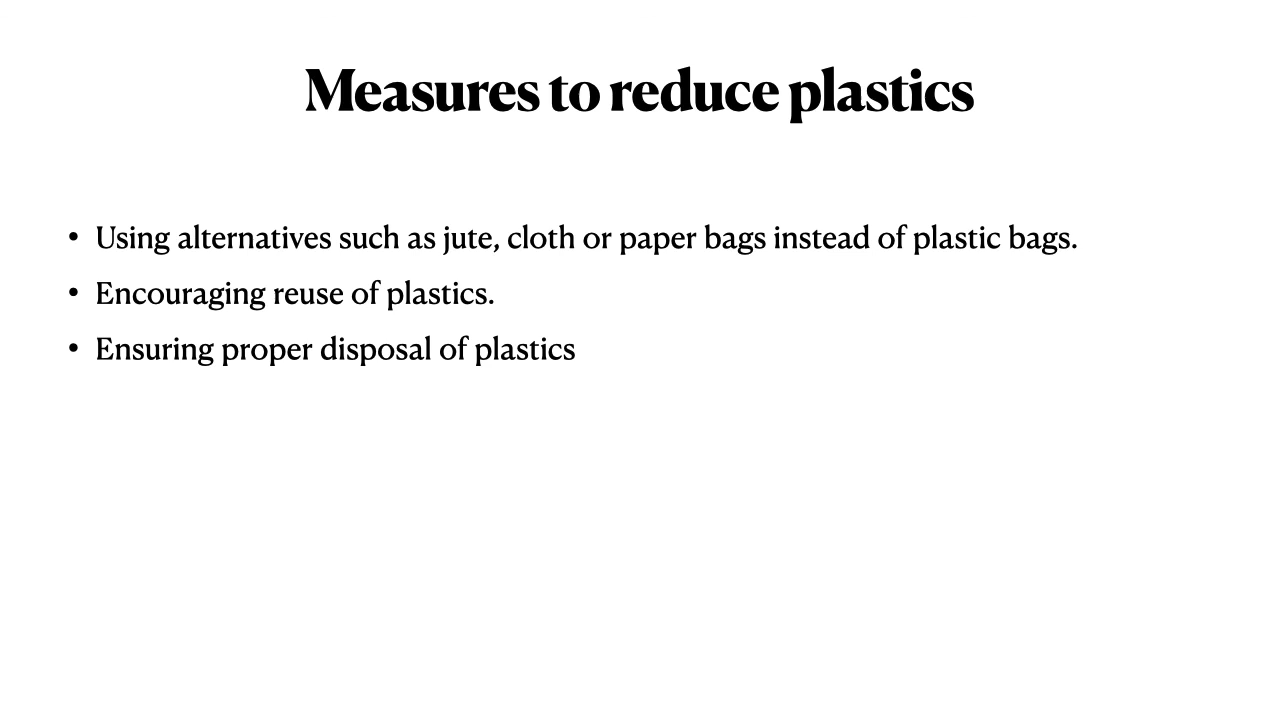 Measures to reduce plastics
• Using alternatives such as jute, cloth or paper bags instead of plastic bags.
• Encouraging reuse of plastics.
• Ensuring proper disposal of plastics